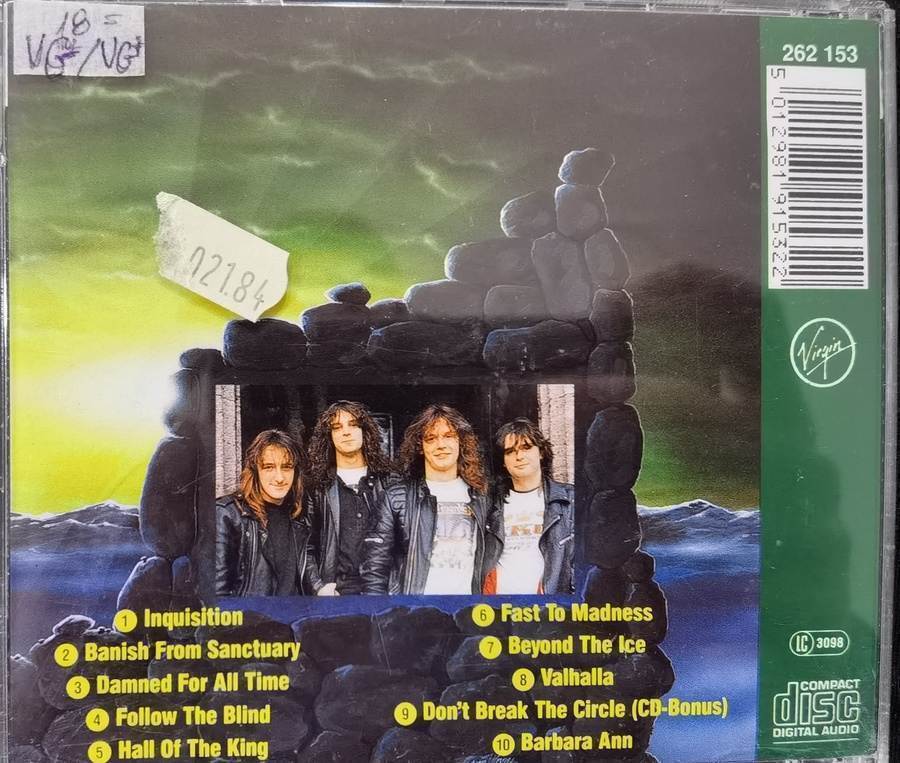 18=
VG+/VG+
262 153
5 012981 915322
021.84
Virgin
1 Inquisition
2 Banish From Sanctuary
3 Damned For All Time
4 Follow The Blind
5 Hall Of The King
6 Fast To Madness
7 Beyond The Ice
8 Valhalla
9 Don't Break The Circle (CD-Bonus)
10 Barbara Ann
LC 3098
COMPACT
disc
DIGITAL AUDIO